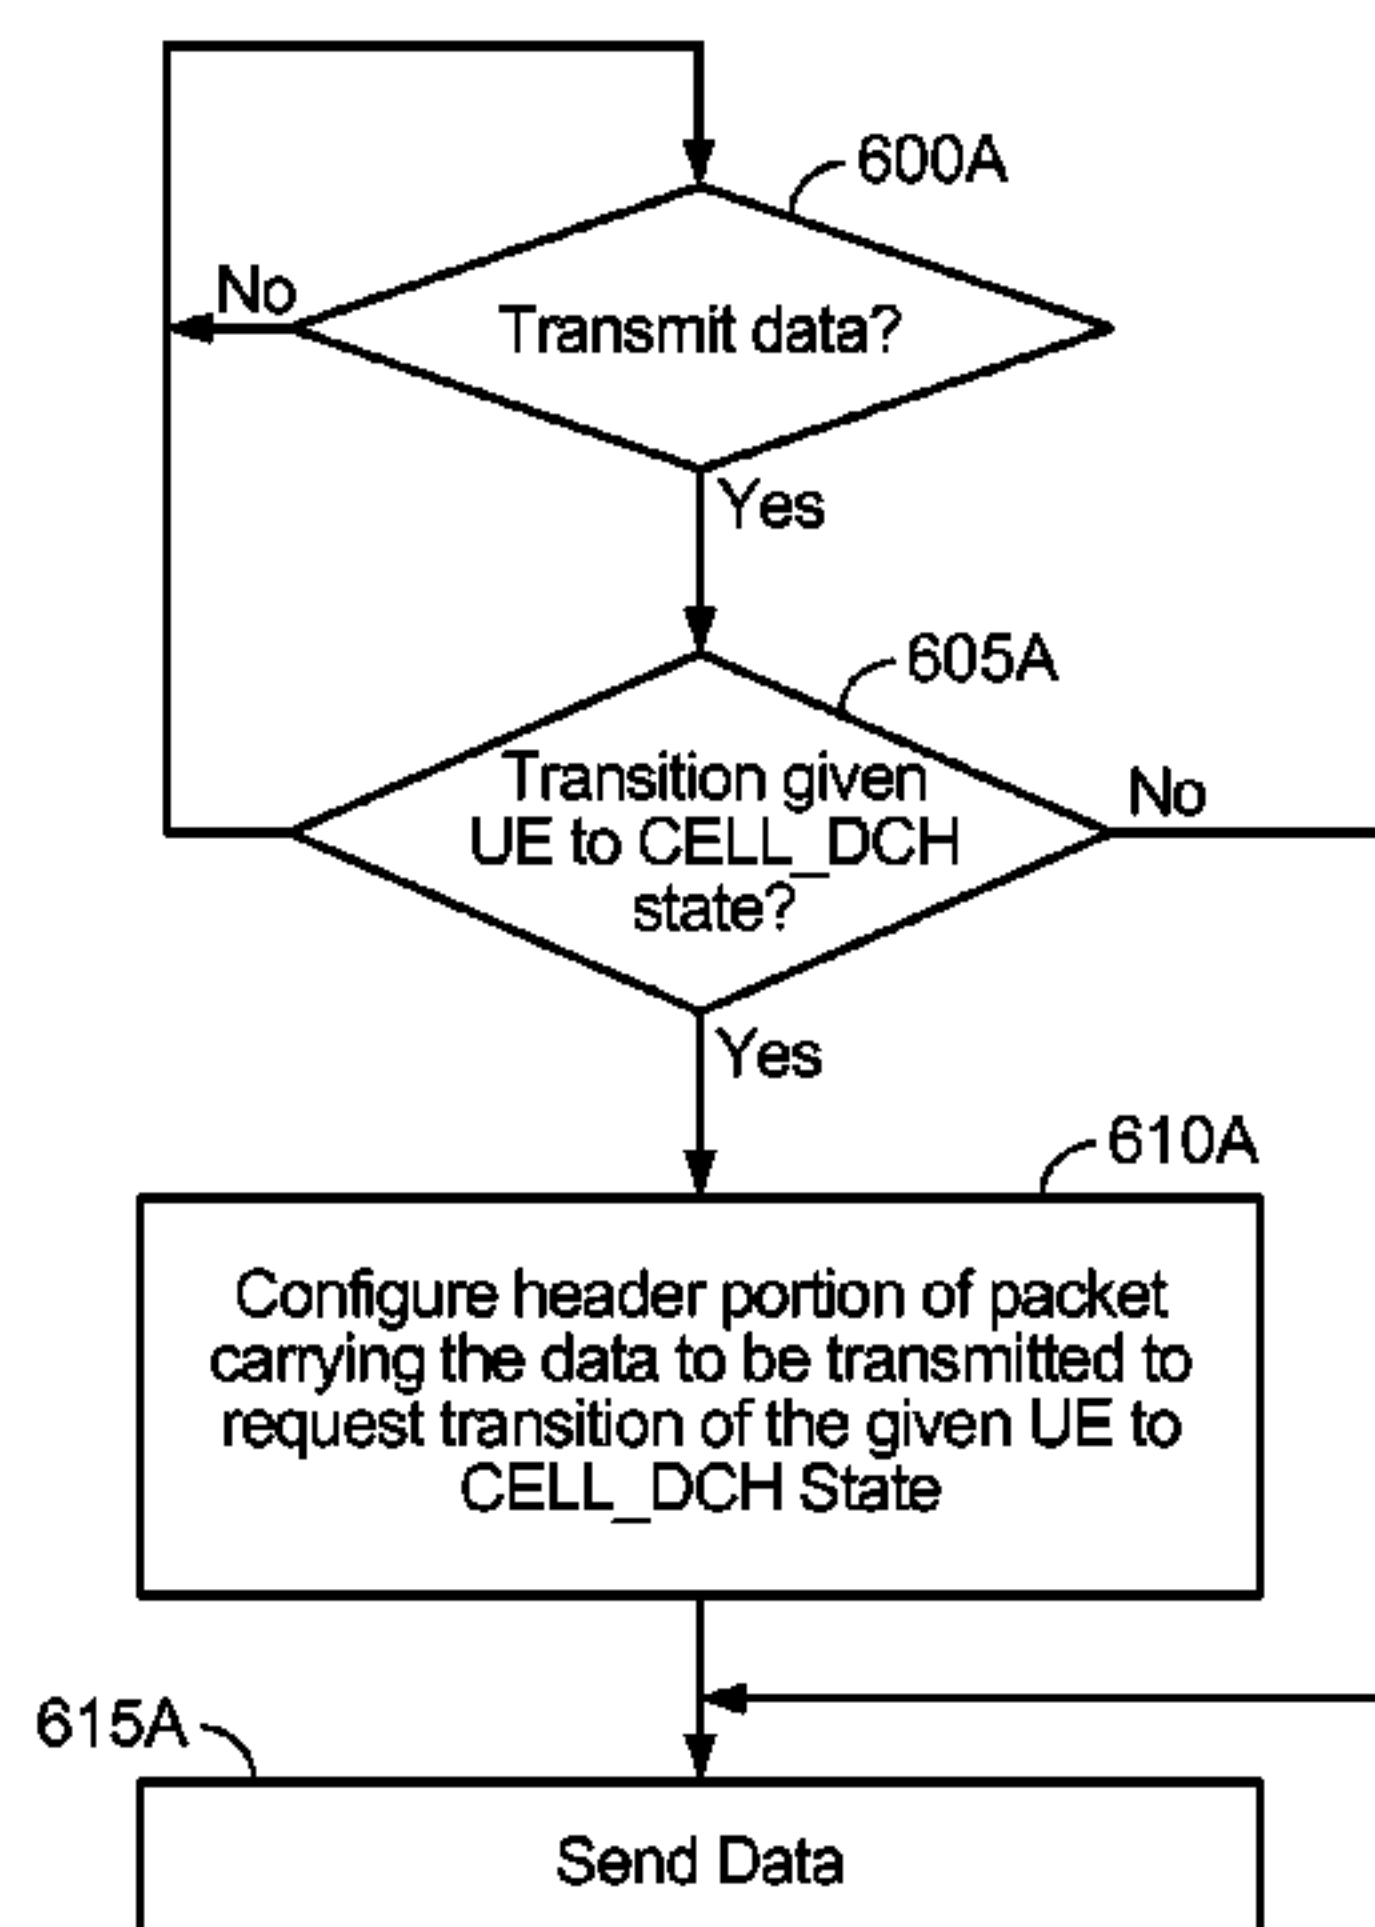 600A
No
Transmit data?
Yes
605A
Transition given
UE to CELL_DCH
state?
No
Yes
610A
Configure header portion of packet
carrying the data to be transmitted to
request transition of the given UE to
CELL_DCH State
615A
Send Data